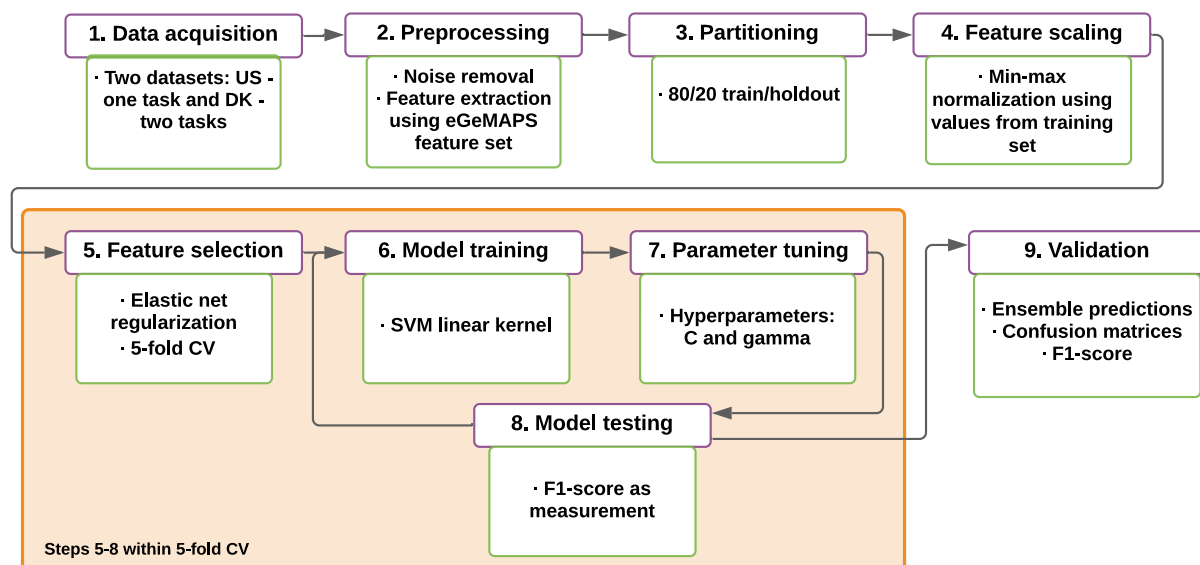 1. Data acquisition
· Two datasets: US -
one task and DK -
two tasks
2. Preprocessing
· Noise removal
· Feature extraction
using eGeMAPS
feature set
3. Partitioning
· 80/20 train/holdout
4. Feature scaling
· Min-max
normalization using
values from training
set
5. Feature selection
· Elastic net
regularization
· 5-fold CV
6. Model training
· SVM linear kernel
7. Parameter tuning
· Hyperparameters:
C and gamma
8. Model testing
· F1-score as
measurement
9. Validation
· Ensemble predictions
· Confusion matrices
· F1-score
Steps 5-8 within 5-fold CV